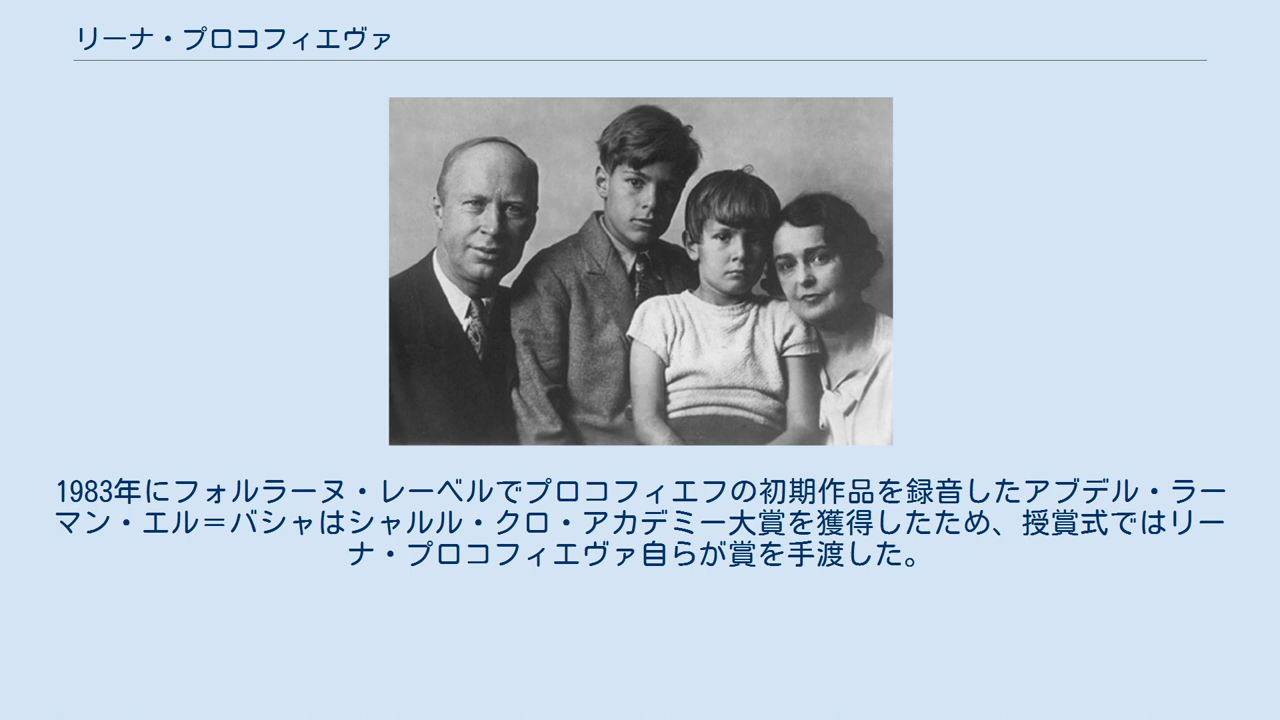 リーナ・プロコフィエヴァ
1983年にフォルラーヌ・レーベルでプロコフィエフの初期作品を録音したアブデル・ラー
マン・エル＝バシャはシャルル・クロ・アカデミー大賞を獲得したため、授賞式ではリー
ナ・プロコフィエヴァ自らが賞を手渡した。